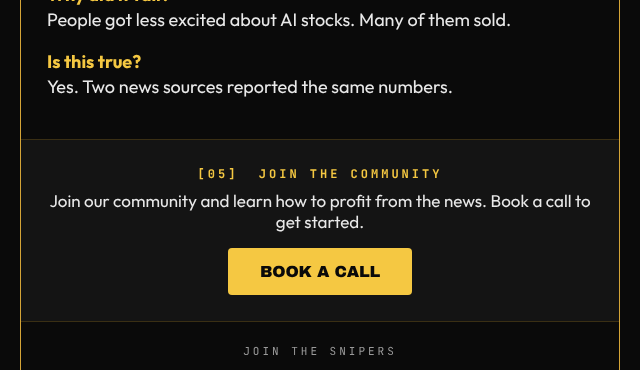 People got less excited about AI stocks. Many of them sold.
Is this true?
Yes. Two news sources reported the same numbers.
[05] JOIN THE COMMUNITY
Join our community and learn how to profit from the news. Book a call to
get started.
BOOK A CALL
JOIN THE SNIPERS